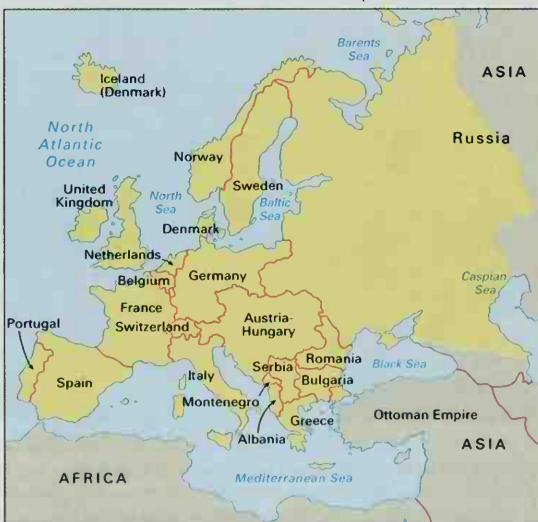 Barents
Sea
ASIA
Iceland
(Denmark)
North
Atlantic
Ocean
Russia
Norway
United
Kingdom
North
Sea
Sweden
Baltic
Sea
Denmark
Netherlands
Belgium
Germany
Caspian
Sea
France
Austria-
Hungary
Portugal
Switzerland
Romania
Serbia
Black Sea
Spain
Italy
Bulgaria
Montenegro
Greece
Ottoman Empire
Albania
ASIA
AFRICA
Mediterranean Sea